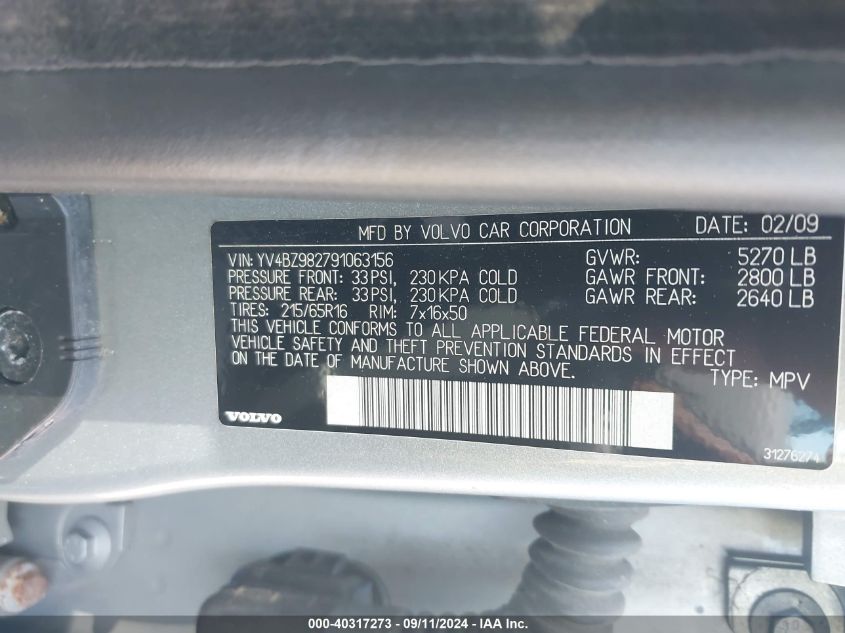 MFD BY VOLVO CAR CORPORATION DATE: 02/09
VIN: YV4BZ982791063156 GVWR: 5270 LB
PRESSURE FRONT: 33PSI, 230KPA COLD GAWR FRONT: 2800 LB
PRESSURE REAR: 33PSI, 230KPA COLD GAWR REAR: 2640 LB
TIRES: 215/65R16 RIM: 7x16x50
THIS VEHICLE CONFORMS TO ALL APPLICABLE FEDERAL MOTOR
VEHICLE SAFETY AND THEFT PREVENTION STANDARDS IN EFFECT
ON THE DATE OF MANUFACTURE SHOWN ABOVE.
TYPE: MPV
VOLVO
31276274
000-40317273 - 09/11/2024 - IAA Inc.